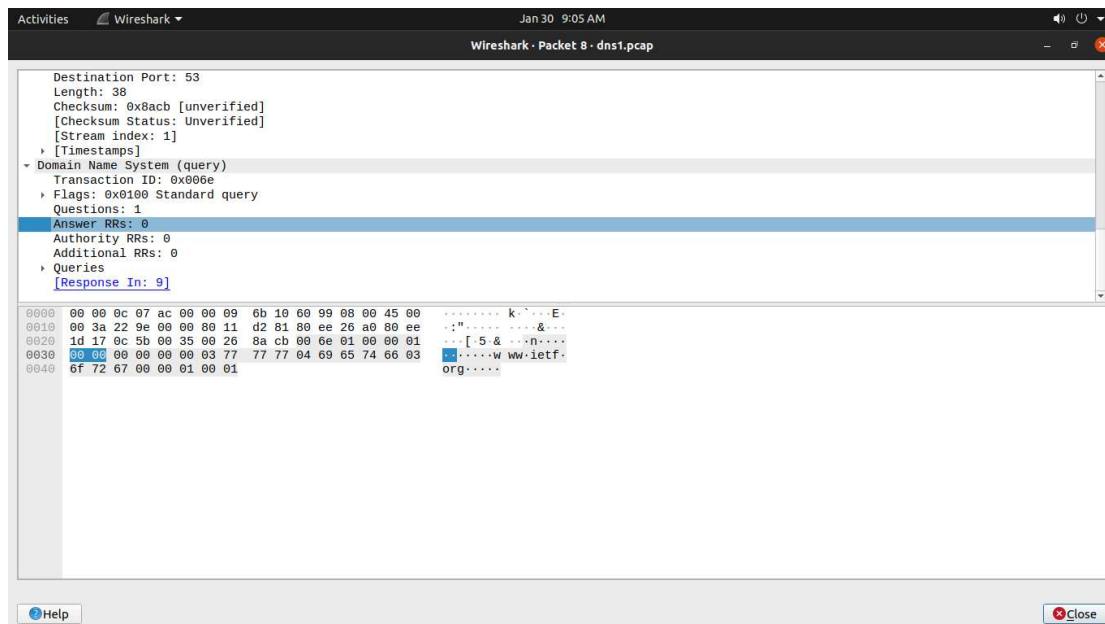 Activities Wireshark Jan 30 9:05 AM
Wireshark · Packet 8 · dns1.pcap
Destination Port: 53
Length: 38
Checksum: 0x8acb [unverified]
[Checksum Status: Unverified]
[Stream index: 1]
[Timestamps]
Domain Name System (query)
Transaction ID: 0x006e
Flags: 0x0100 Standard query
Questions: 1
Answer RRs: 0
Authority RRs: 0
Additional RRs: 0
Queries
[Response In: 9]
0000 00 00 0c 07 ac 00 00 09 6b 10 60 99 08 00 45 00 ········ k·`···E·
0010 00 3a 22 9e 00 00 80 11 d2 81 80 ee 26 a0 80 ee ·:"····· ····&···
0020 1d 17 0c 5b 00 35 00 26 8a cb 00 6e 01 00 00 01 ···[·5·& ···n····
0030 00 00 00 00 00 00 03 77 77 77 04 69 65 74 66 03 ·······w ww·ietf·
0040 6f 72 67 00 00 01 00 01 org·····
Help Close